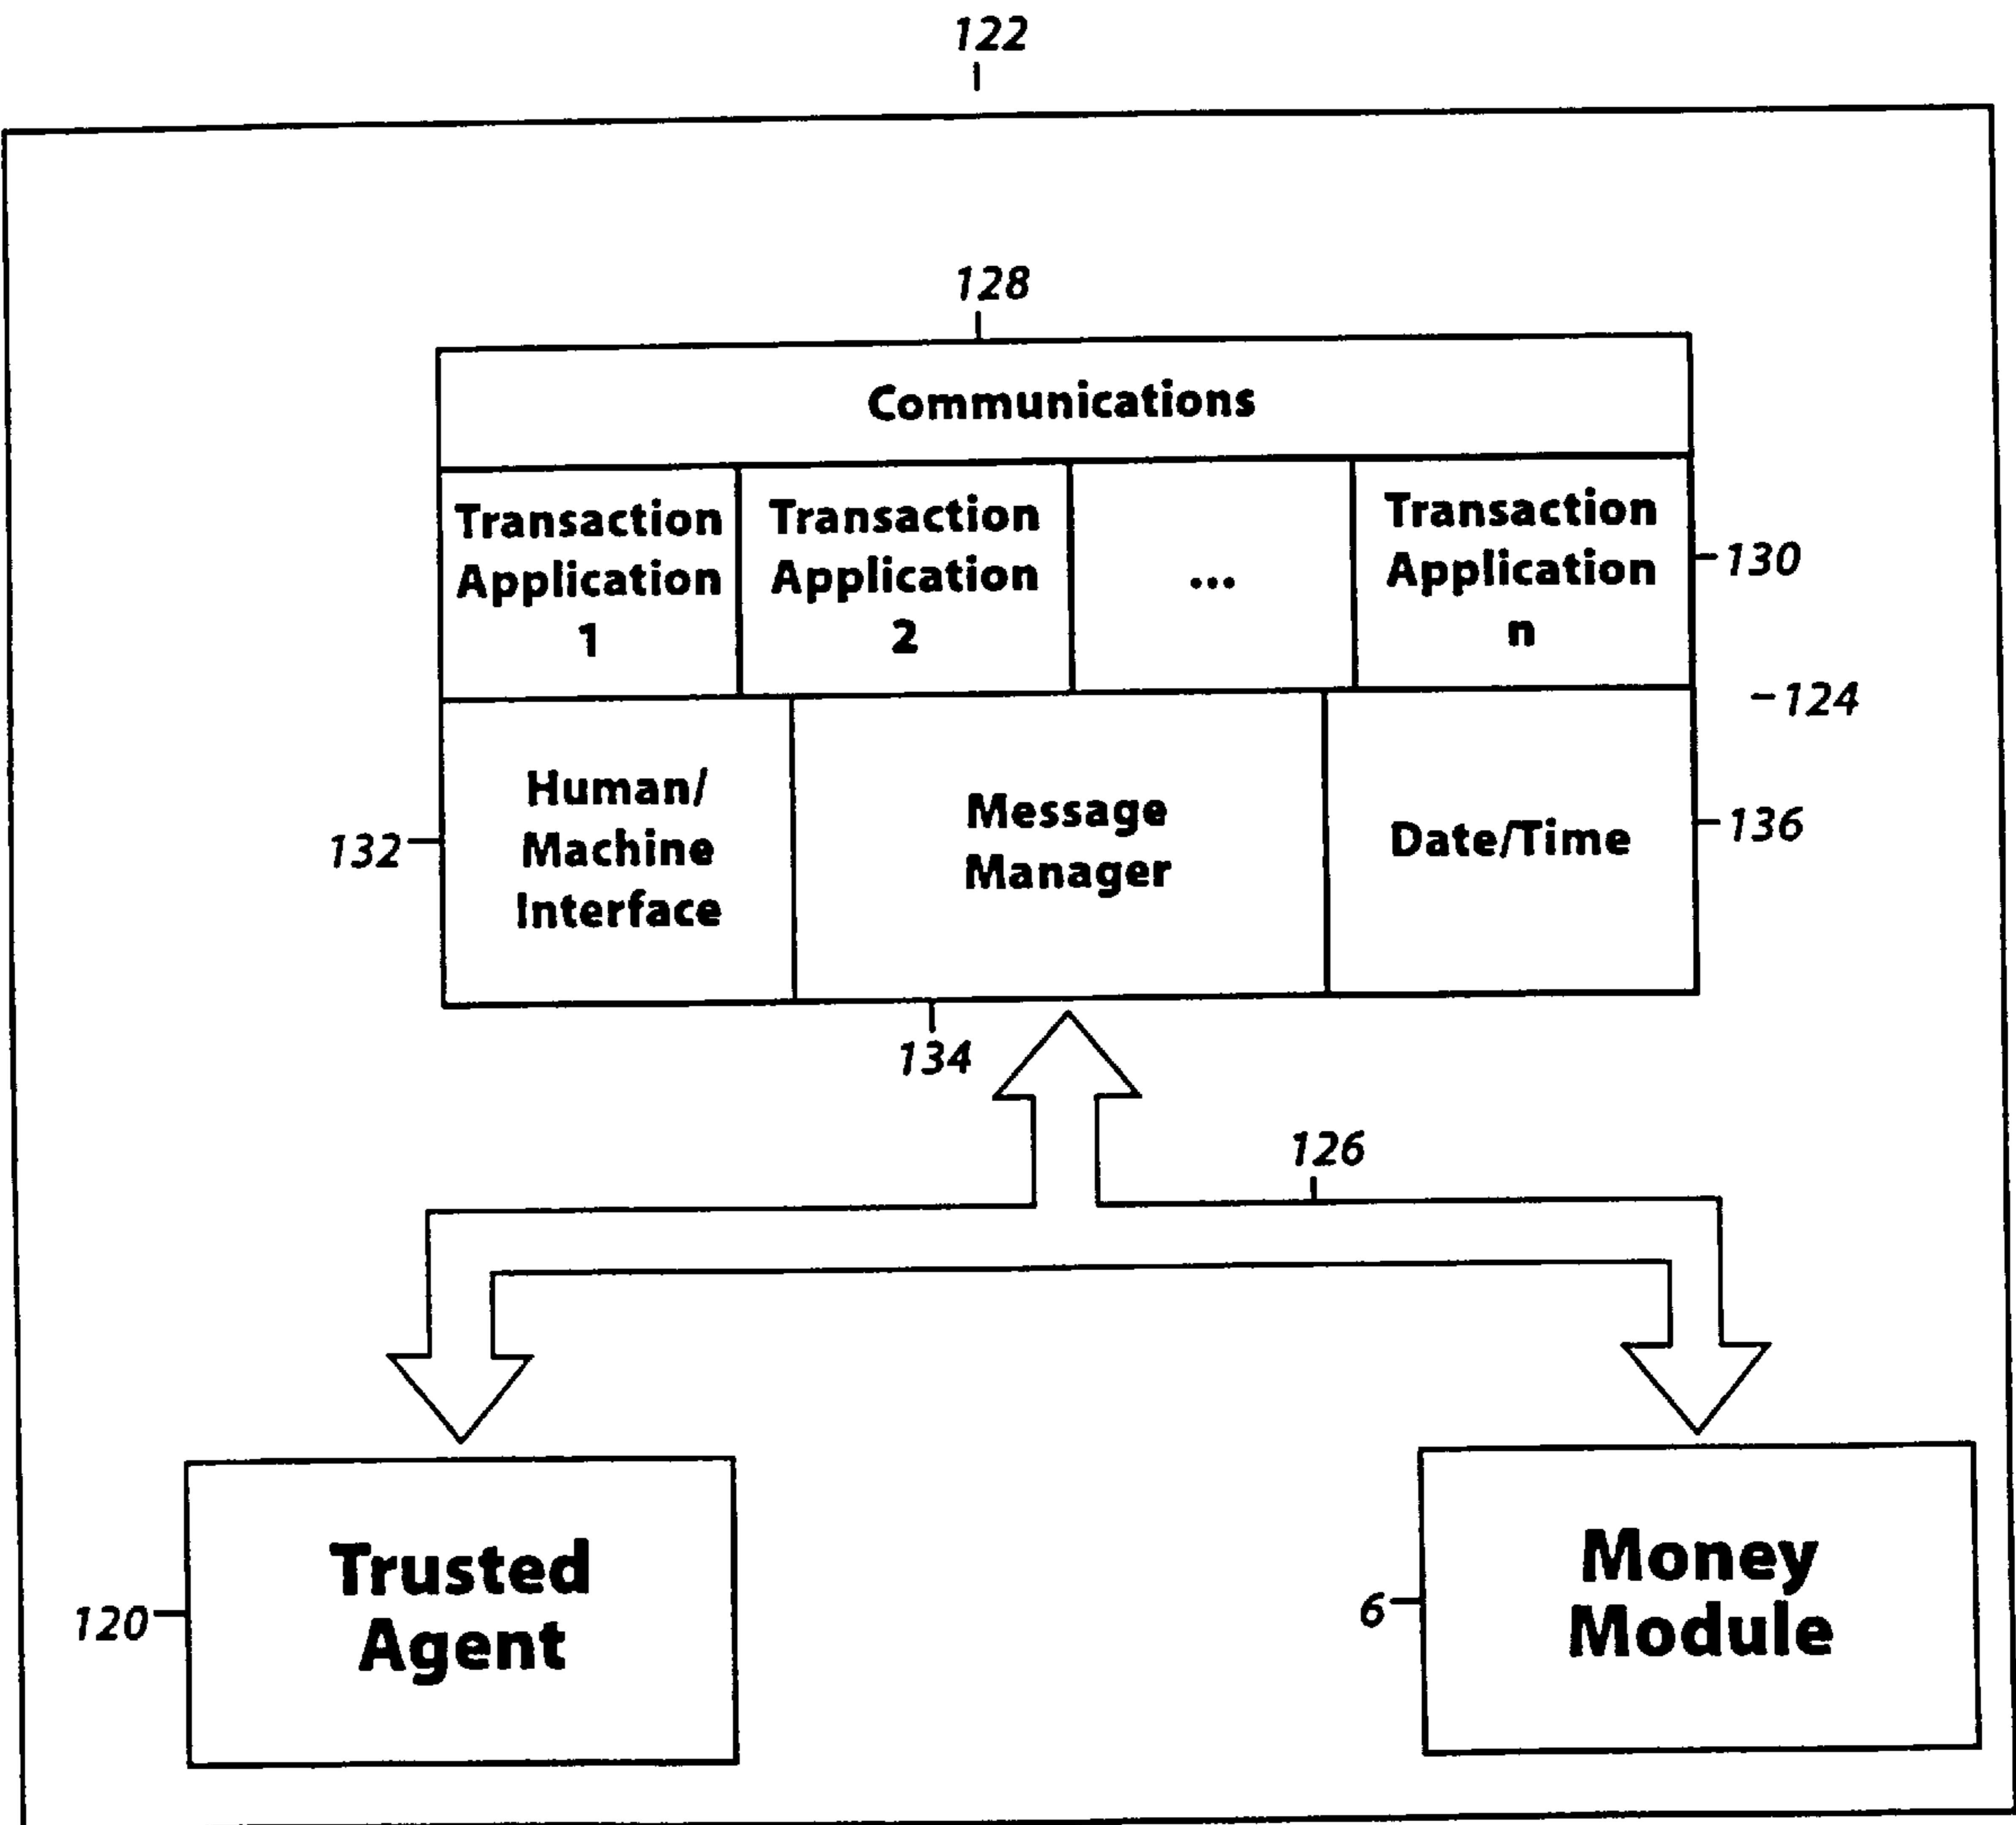 122
128
Communications
Transaction
Application
1
Transaction
Application
2
...
Transaction
Application
n
130
124
Human/
Machine
Interface
132
Message
Manager
134
Date/Time
136
126
Trusted
Agent
120
Money
Module
6